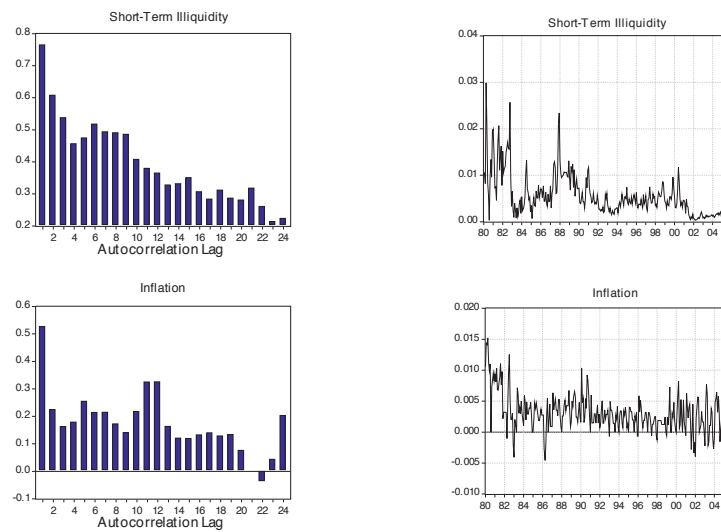 Short-Term Illiquidity
0.8
0.7
0.6
0.5
0.4
0.3
0.2
2 4 6 8 10 12 14 16 18 20 22 24
Autocorrelation Lag
Short-Term Illiquidity
0.04
0.03
0.02
0.01
0.00
80 82 84 86 88 90 92 94 96 98 00 02 04
Inflation
0.6
0.5
0.4
0.3
0.2
0.1
0.0
-0.1
2 4 6 8 10 12 14 16 18 20 22 24
Autocorrelation Lag
Inflation
0.020
0.015
0.010
0.005
0.000
-0.005
-0.010
80 82 84 86 88 90 92 94 96 98 00 02 04